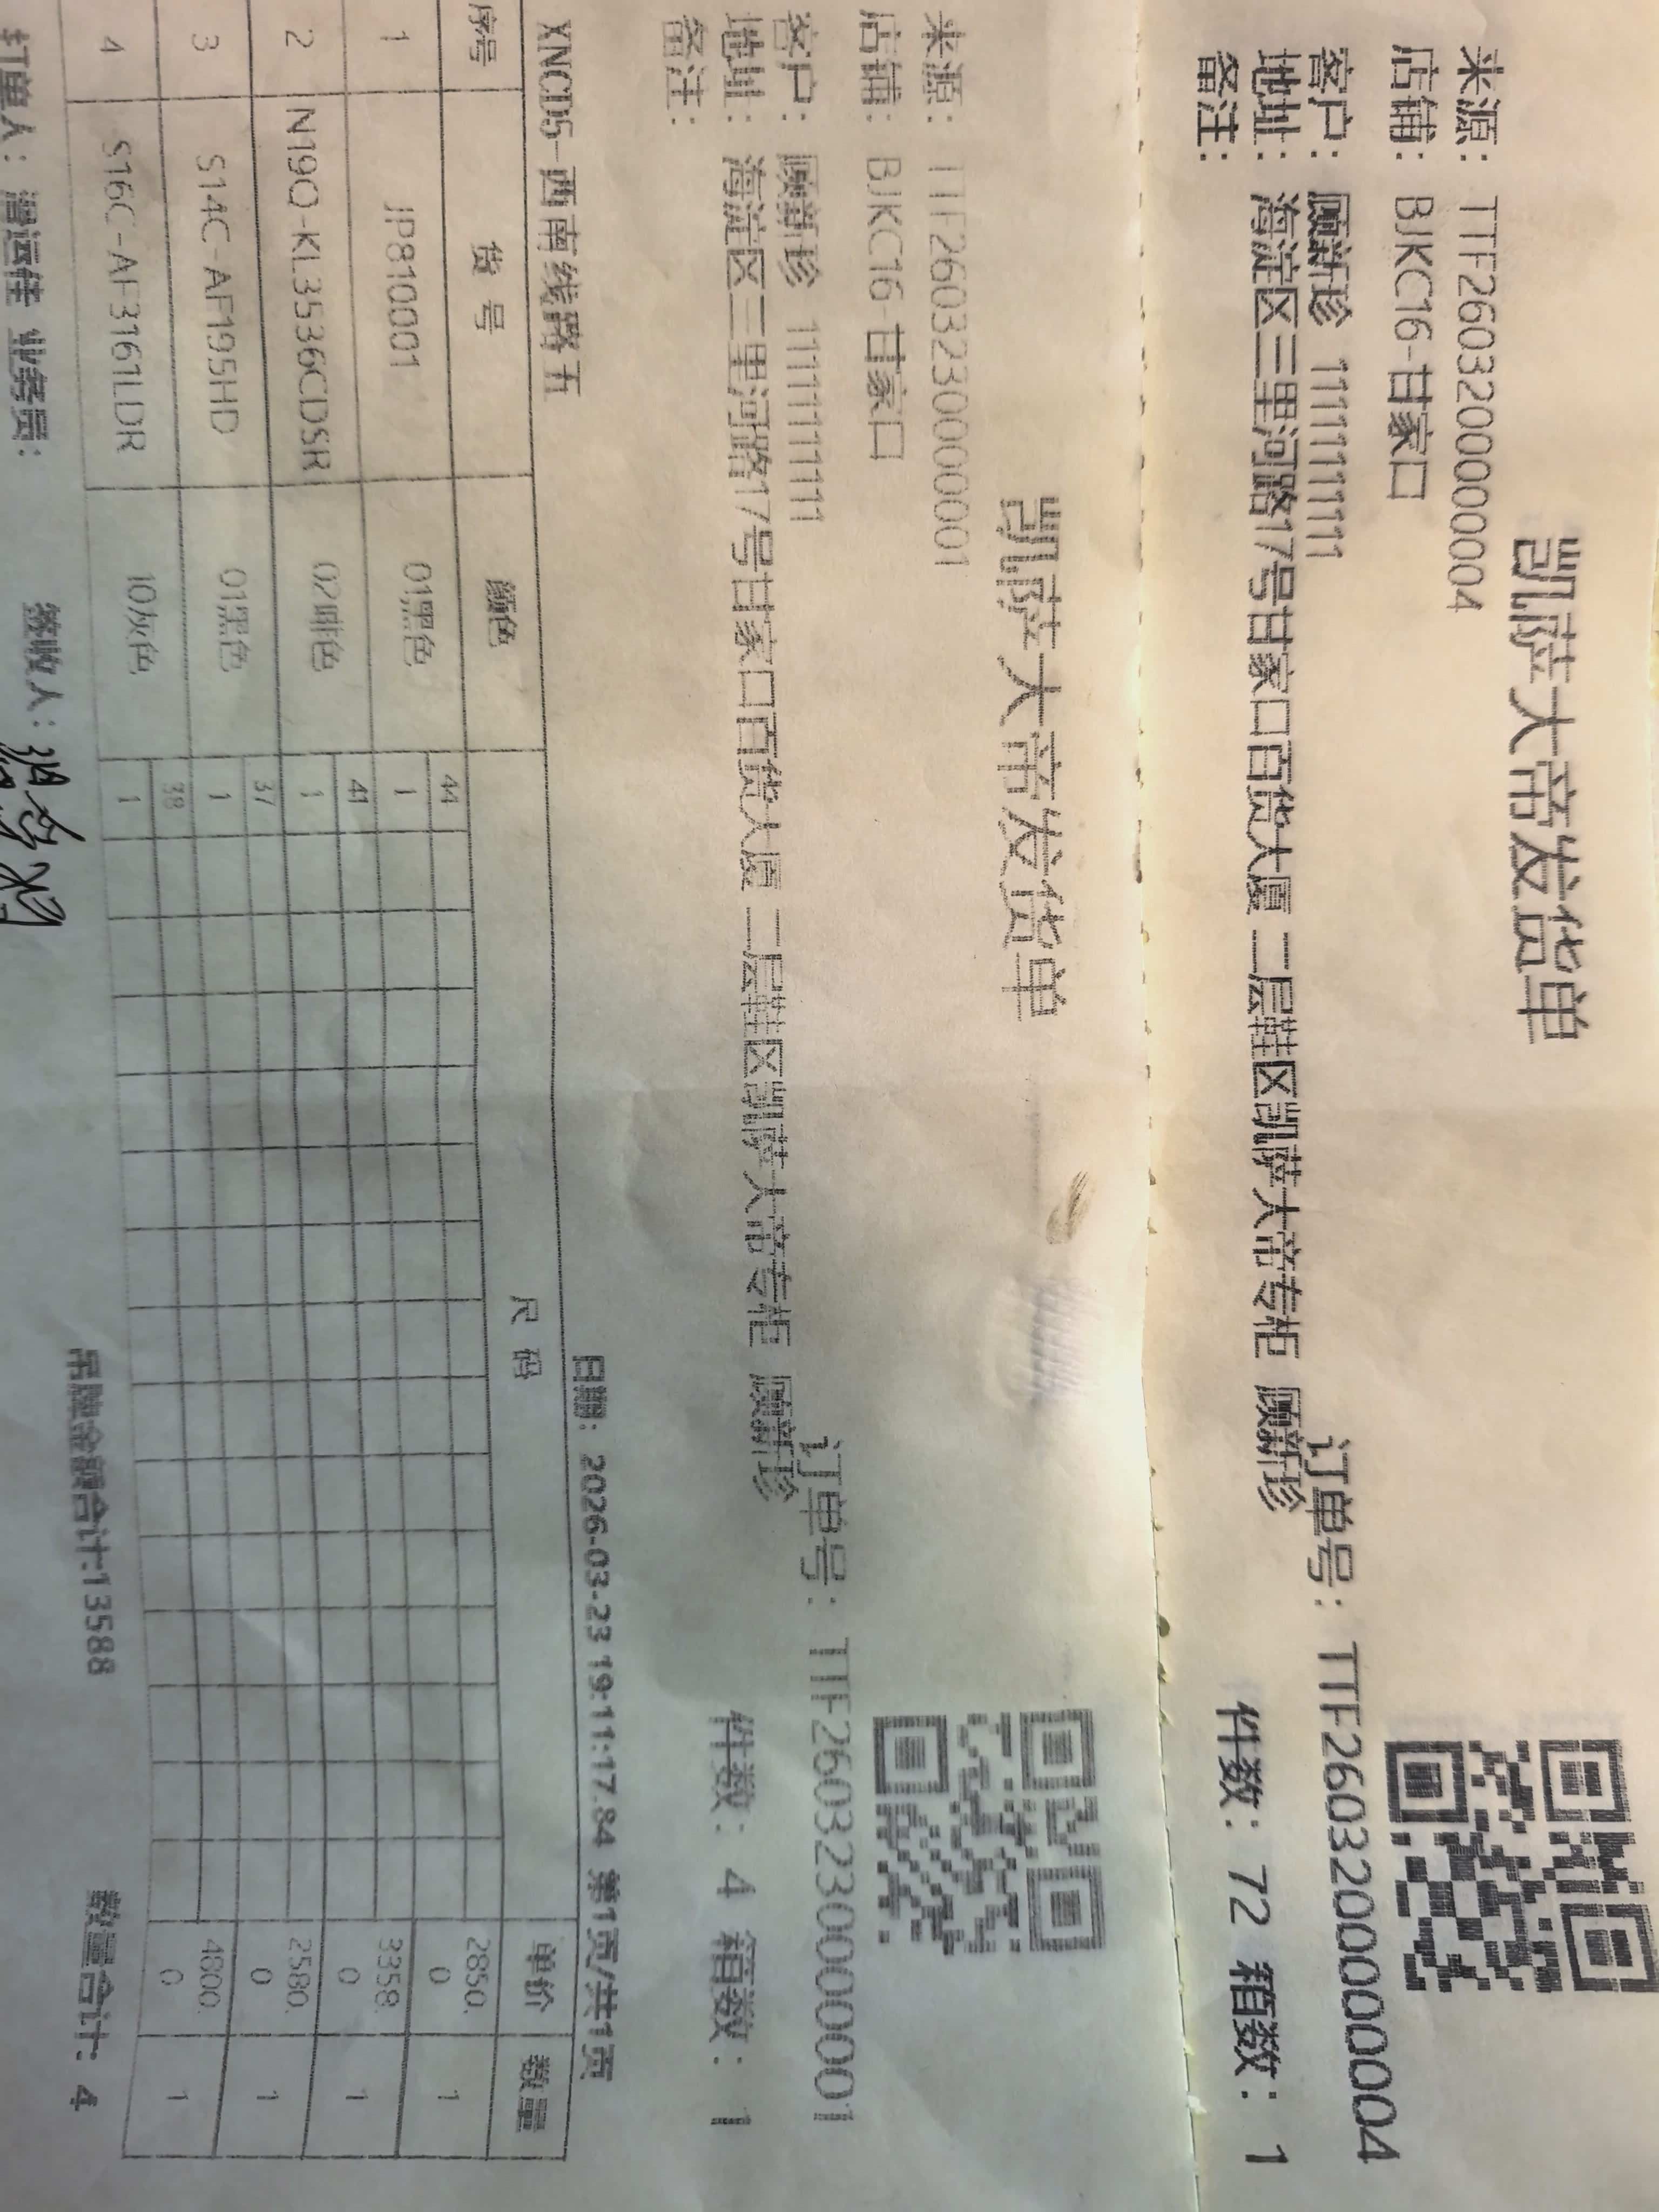 凯萨大帝发货单
来源: TTF26032000000004
店铺: BJKC16-甘家口
订单号: TTF26032000000004
客户: 顾新珍 11111111111
地址: 海淀区三里河路17号甘家口百货大厦 二层鞋区凯萨大帝专柜 顾新珍
备注:
件数: 72 箱数: 1
凯萨大帝发货单
来源: TTF26032300000001
店铺: BJKC16-甘家口
订单号: TTF26032300000001
客户: 顾新珍 11111111111
地址: 海淀区三里河路17号甘家口百货大厦 二层鞋区凯萨大帝专柜 顾新珍
备注:
件数: 4 箱数: 1
XNCD5-西南线路五 日期: 2026-03-23 19:11:17.84 第1页/共1页
序号 货号 颜色 尺码 单价 数量
1 JP810001 01黑色 44 1 2850.0 1
2 N19Q-KL3536CDSR 02啡色 41 1 3358.0 1
3 S14C-AF195HD 01黑色 37 1 2580.0 1
4 S16C-AF3161LDR 10灰色 38 1 4800.0 1
吊牌金额合计:13588 数量合计: 4
打单人: 业务员: 签收人: